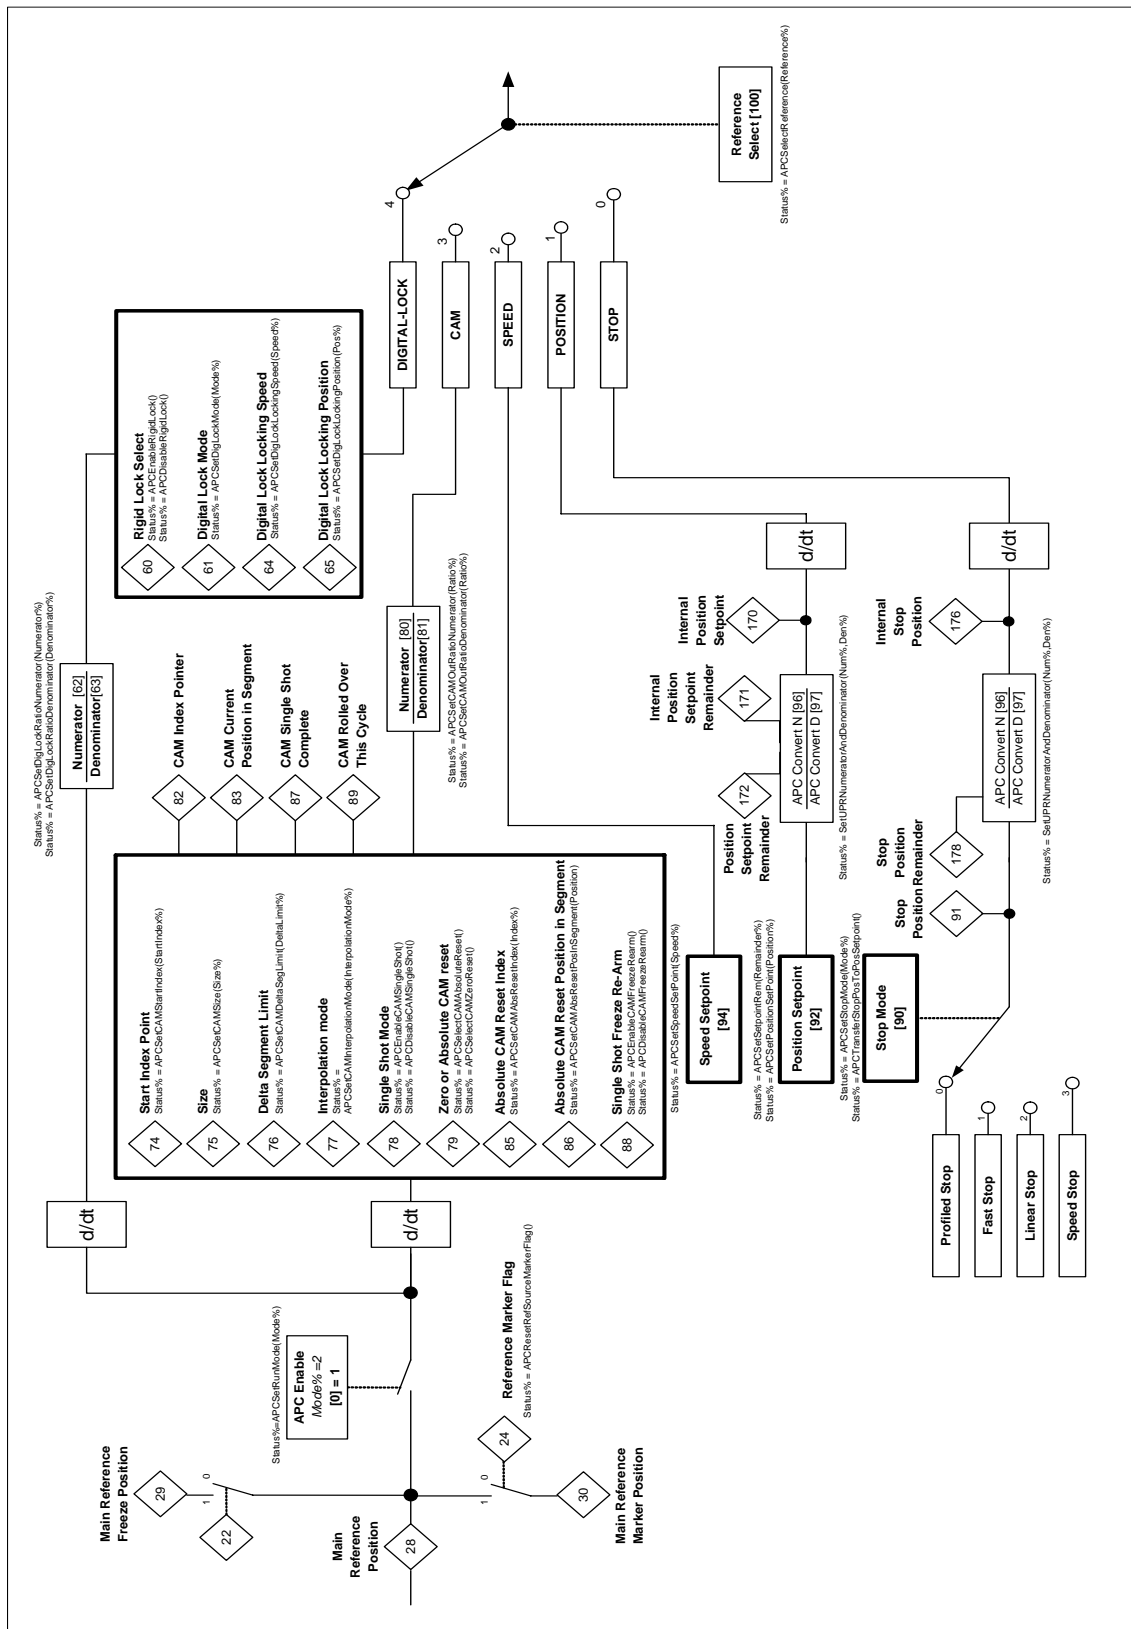 Main Reference
Freeze Position
29
1
0
22
Main
Reference
Position
28
24
1
0
Reference Marker Flag
Status% = APCResetRefSourceMarkerFlag()
30
Main Reference
Marker Position
Status%=APCSetRunMode(Mode%)
APC Enable
Mode% =2
[0] = 1
d/dt
d/dt
Status% = APCSetDigLockRatioNumerator(Numerator%)
Status% = APCSetDigLockRatioDenominator(Denominator%)
Numerator [62]
Denominator[63]
60
Rigid Lock Select
Status% = APCEnableRigidLock()
Status% = APCDisableRigidLock()
61
Digital Lock Mode
Status% = APCSetDigLockMode(Mode%)
64
Digital Lock Locking Speed
Status% = APCSetDigLockLockingSpeed(Speed%)
65
Digital Lock Locking Position
Status% = APCSetDigLockLockingPosition(Pos%)
74
Start Index Point
Status% = APCSetCAMStartIndex(StartIndex%)
75
Size
Status% = APCSetCAMSize(Size%)
76
Delta Segment Limit
Status% = APCSetCAMDeltaSegLimit(DeltaLimit%)
77
Interpolation mode
Status% =
APCSetCAMInterpolationMode(InterpolationMode%)
78
Single Shot Mode
Status% = APCEnableCAMSingleShot()
Status% = APCDisableCAMSingleShot()
79
Zero or Absolute CAM reset
Status% = APCSelectCAMAbsoluteReset()
Status% = APCSelectCAMZeroReset()
85
Absolute CAM Reset Index
Status% = APCSetCAMAbsResetIndex(Index%)
86
Absolute CAM Reset Position in Segment
Status% = APCSetCAMAbsResetPosInSegment(Position)
88
Single Shot Freeze Re-Arm
Status% = APCEnableCAMFreezeRearm()
Status% = APCDisableCAMFreezeRearm()
82
CAM Index Pointer
83
CAM Current
Position in Segment
87
CAM Single Shot
Complete
89
CAM Rolled Over
This Cycle
Numerator [80]
Denominator[81]
Status% = APCSetCAMOutRatioNumerator(Ratio%)
Status% = APCSetCAMOutRatioDenominator(Ratio%)
Status% = APCSetSpeedSetPoint(Speed%)
Speed Setpoint
[94]
Status% = APCSetSetpointRem(Remainder%)
Status% = APCSetPositionSetPoint(Position%)
Position Setpoint
[92]
Position
Setpoint
Remainder
172
Internal
Position
Setpoint
Remainder
171
Internal
Position
Setpoint
170
APC Convert N [96]
APC Convert D [97]
Status% = SetUPRNumeratorAndDenominator(Num%,Den%)
d/dt
Status% = APCSetStopMode(Mode%)
Status% = APCTransferStopPosToPosSetpoint()
Stop Mode
[90]
Profiled Stop
0
Fast Stop
1
Linear Stop
2
Speed Stop
3
Stop
Position
91
Stop
Position
Remainder
178
APC Convert N [96]
APC Convert D [97]
Status% = SetUPRNumeratorAndDenominator(Num%,Den%)
Internal
Stop
Position
176
d/dt
DIGITAL-LOCK
4
CAM
3
SPEED
2
POSITION
1
STOP
0
Reference
Select [100]
Status% = APCSelectReference(Reference%)